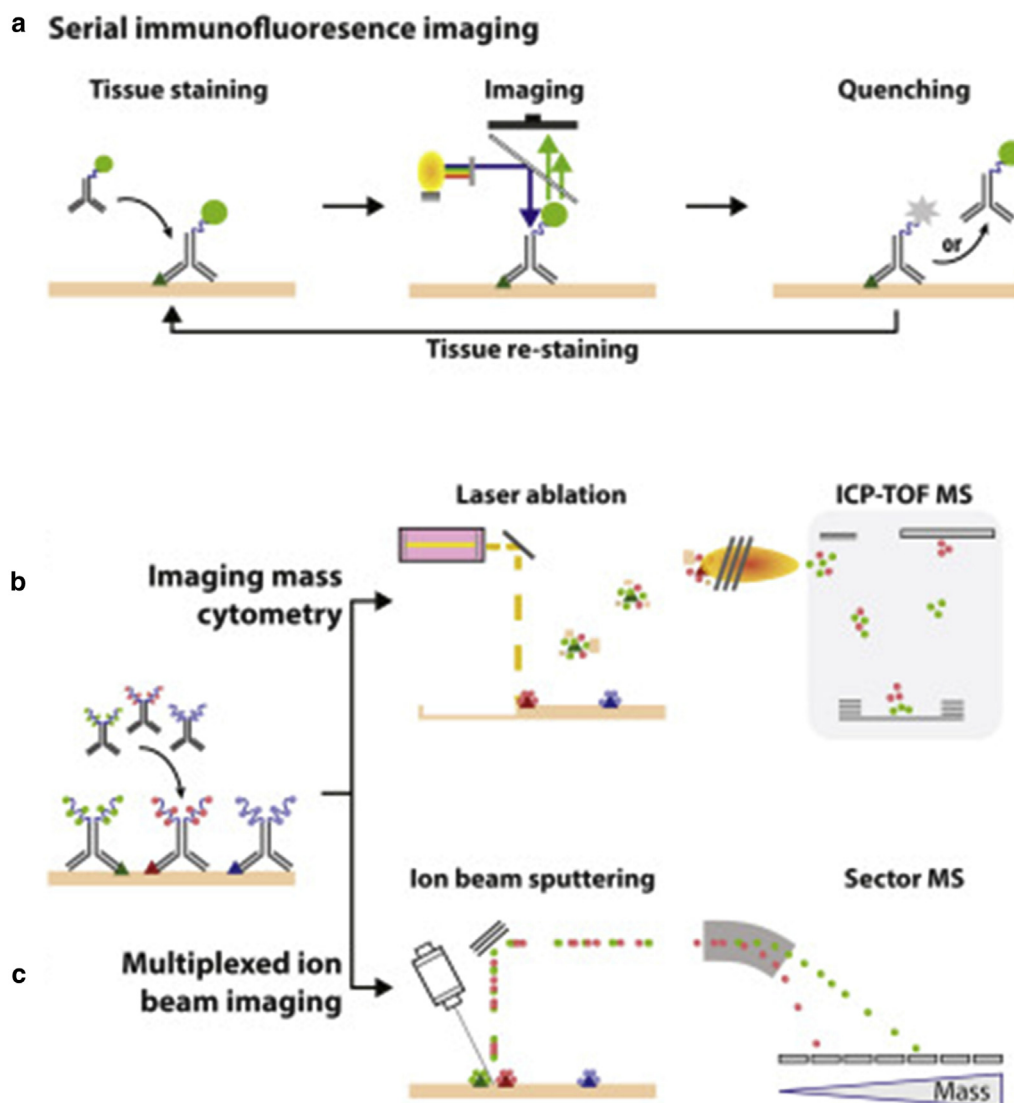 a Serial immunofluoresence imaging
Tissue staining
Imaging
Quenching
or
Tissue re-staining
b
Imaging mass
cytometry
Laser ablation
ICP-TOF MS
c
Multiplexed ion
beam imaging
Ion beam sputtering
Sector MS
Mass